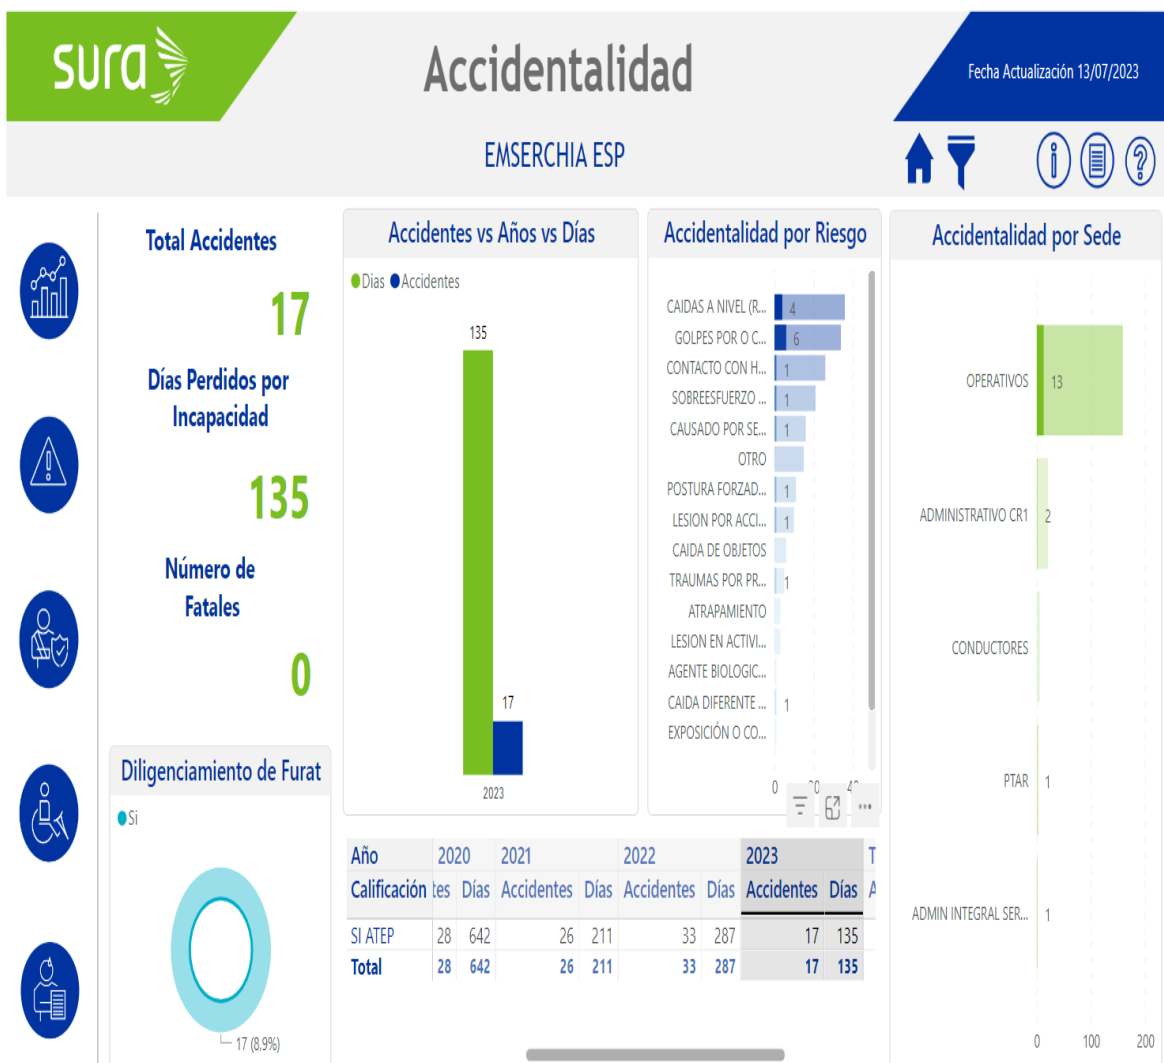 sura
Accidentalidad
Fecha Actualización 13/07/2023
EMSERCHIA ESP
Total Accidentes
17
Días Perdidos por
Incapacidad
135
Número de
Fatales
0
Diligenciamiento de Furat
Si
17 (8,9%)
Accidentes vs Años vs Días
Dias Accidentes
135
17
2023
Accidentalidad por Riesgo
CAIDAS A NIVEL (R... 4
GOLPES POR O C... 6
CONTACTO CON H... 1
SOBREESFUERZO ... 1
CAUSADO POR SE... 1
OTRO
POSTURA FORZAD... 1
LESION POR ACCI... 1
CAIDA DE OBJETOS
TRAUMAS POR PR... 1
ATRAPAMIENTO
LESION EN ACTIVI...
AGENTE BIOLOGIC...
CAIDA DIFERENTE ... 1
EXPOSICIÓN O CO...
0
Accidentalidad por Sede
OPERATIVOS 13
ADMINISTRATIVO CR1 2
CONDUCTORES
PTAR 1
ADMIN INTEGRAL SER... 1
0 100 200
Año 2020 2021 2022 2023 T
Calificación tes Días Accidentes Días Accidentes Días Accidentes Días A
SI ATEP 28 642 26 211 33 287 17 135
Total 28 642 26 211 33 287 17 135